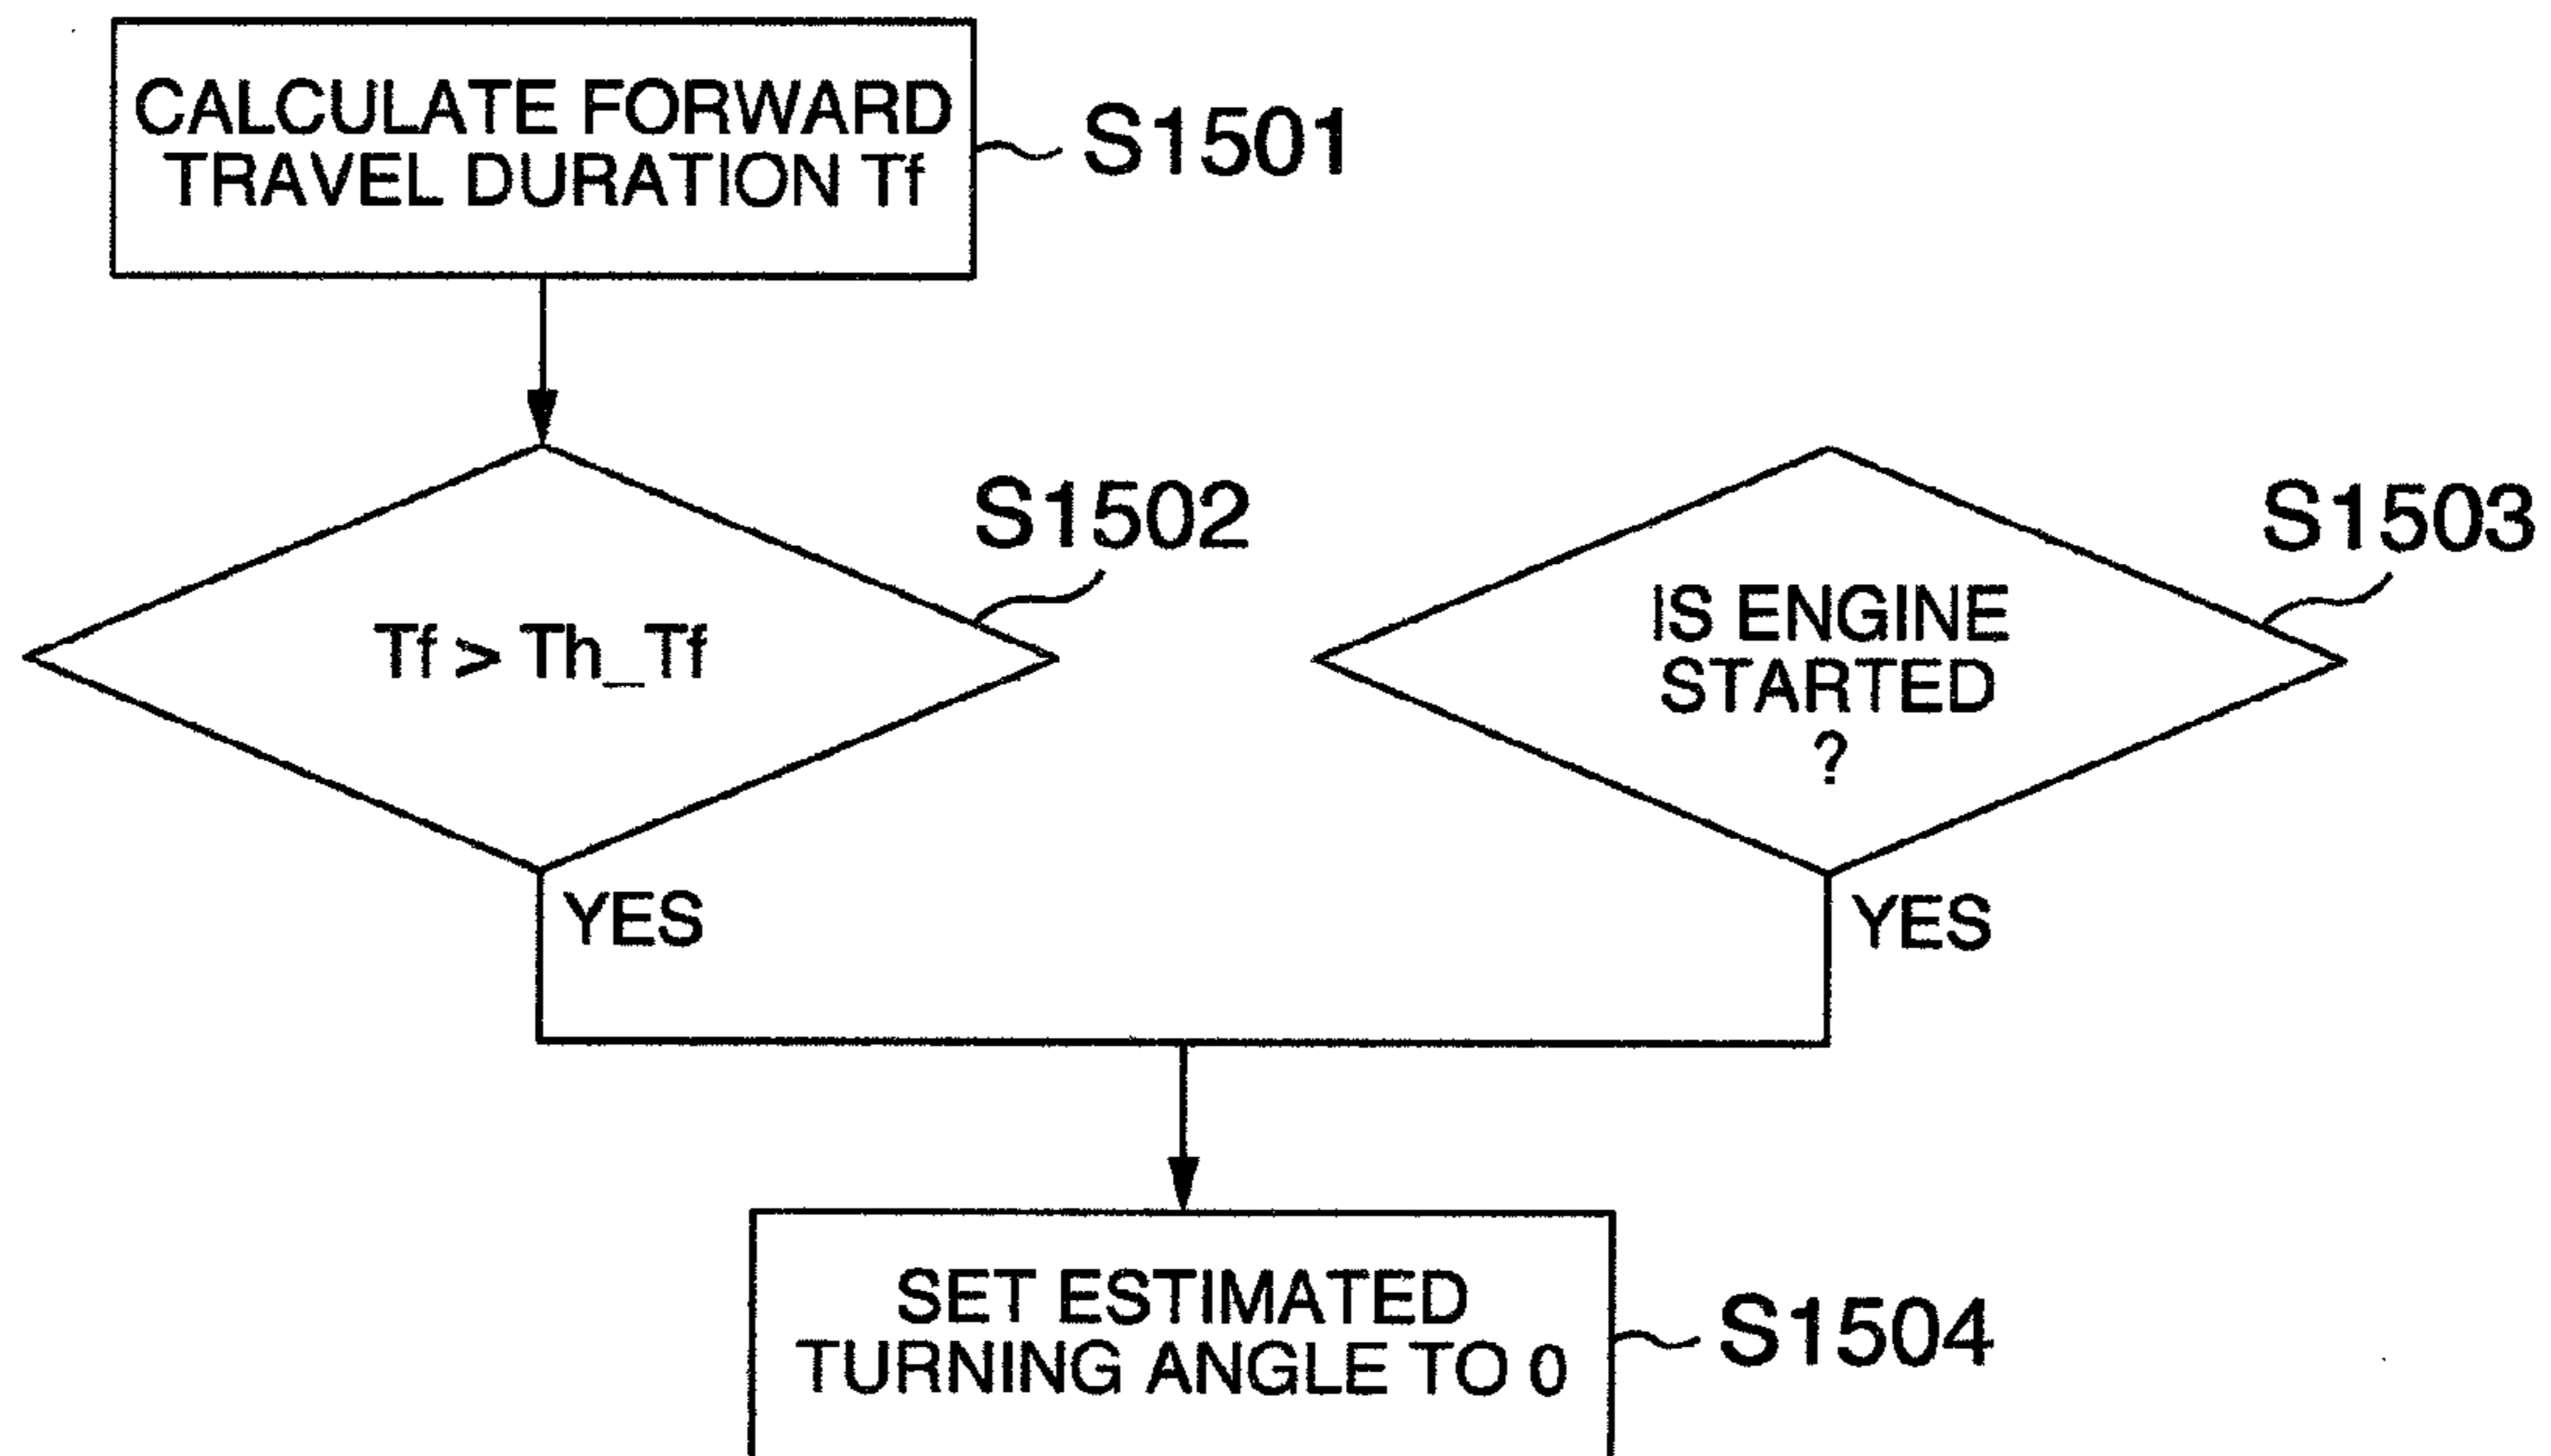 CALCULATE FORWARD
TRAVEL DURATION Tf
S1501
S1502
Tf > Th_Tf
YES
S1503
IS ENGINE
STARTED
?
YES
SET ESTIMATED
TURNING ANGLE TO 0
S1504